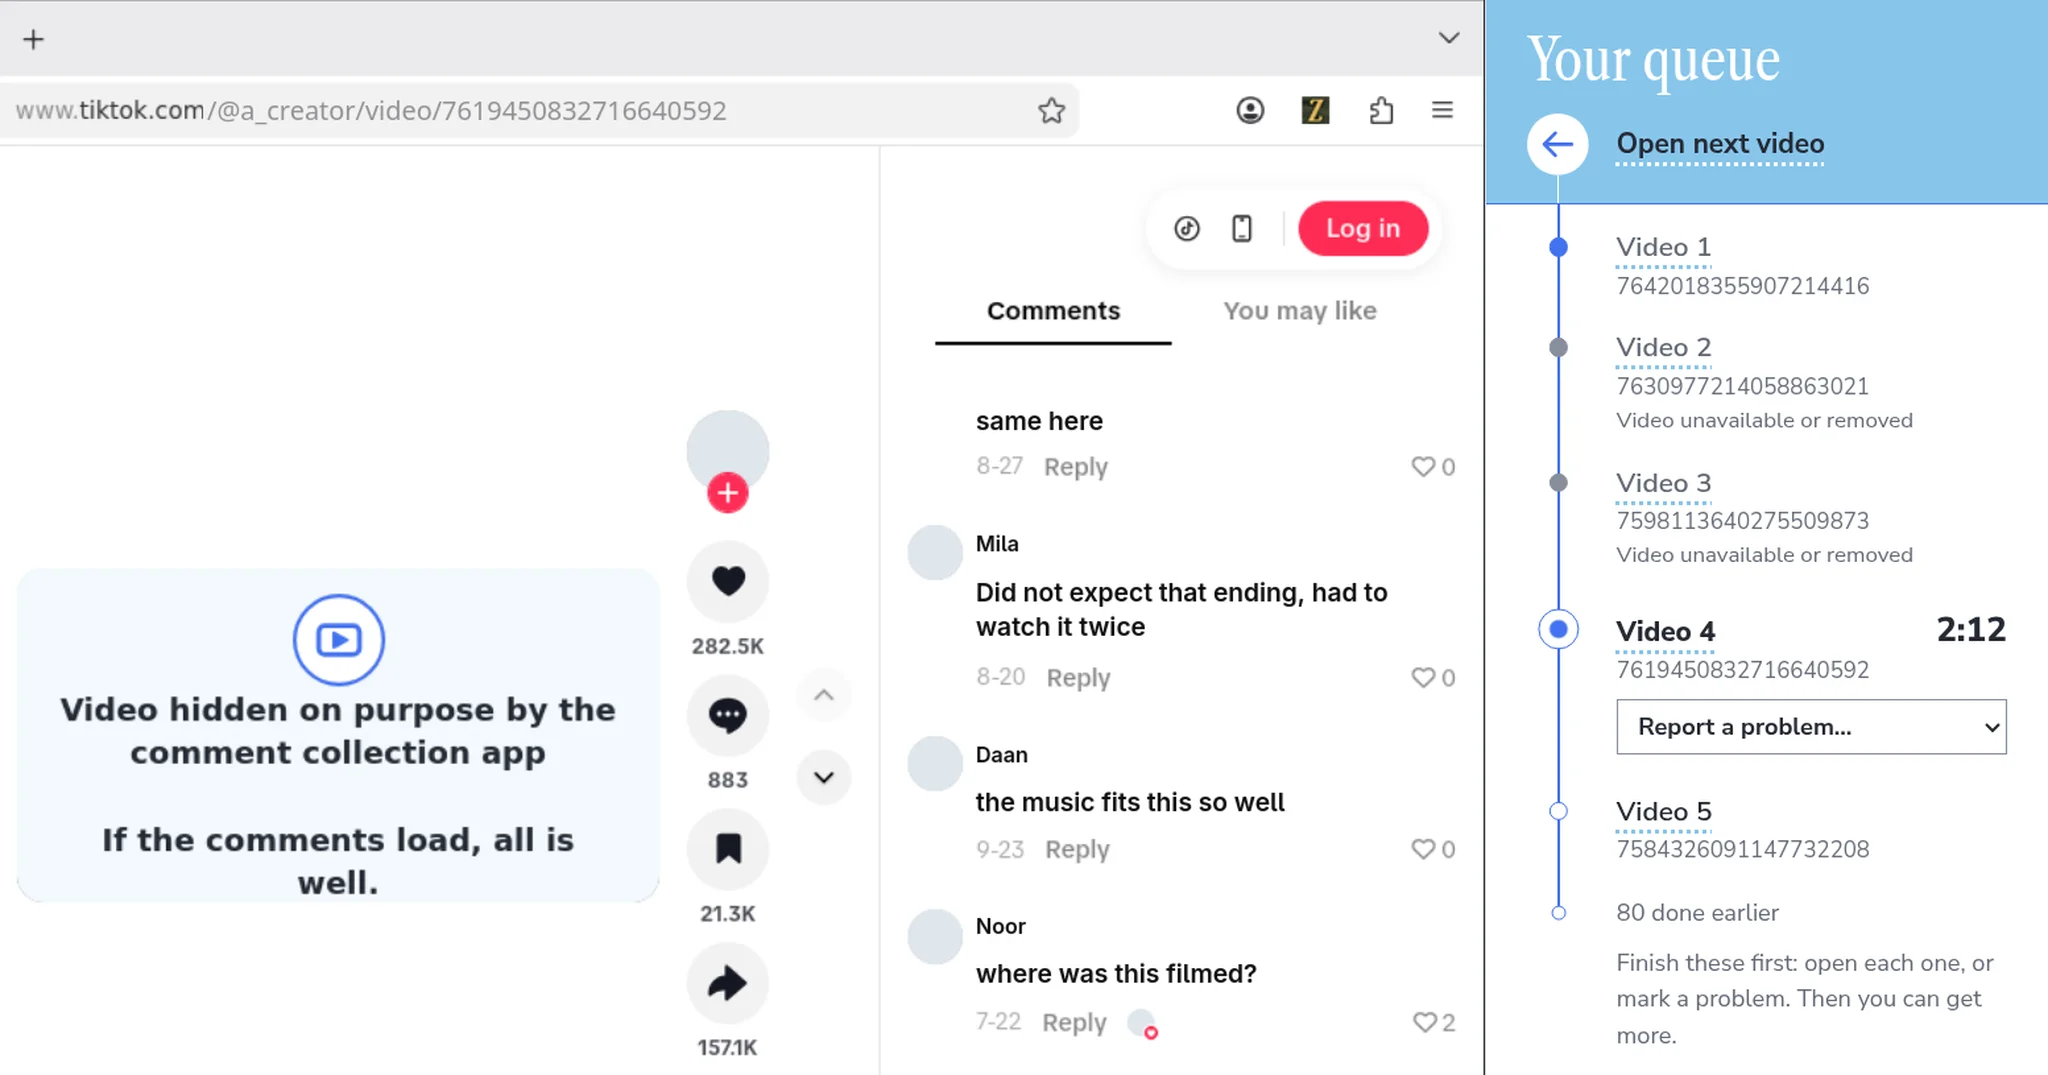 www.tiktok.com/@a_creator/video/7619450832716640592
Z
Log in
Comments
You may like
same here
8-27 Reply 0
Mila
Did not expect that ending, had to
watch it twice
8-20 Reply 0
Daan
the music fits this so well
9-23 Reply 0
Noor
where was this filmed?
7-22 Reply 2
Video hidden on purpose by the
comment collection app
If the comments load, all is
well.
282.5K
883
21.3K
157.1K
Your queue
Open next video
Video 1
7642018355907214416
Video 2
7630977214058863021
Video unavailable or removed
Video 3
7598113640275509873
Video unavailable or removed
Video 4 2:12
7619450832716640592
Report a problem...
Video 5
7584326091147732208
80 done earlier
Finish these first: open each one, or
mark a problem. Then you can get
more.